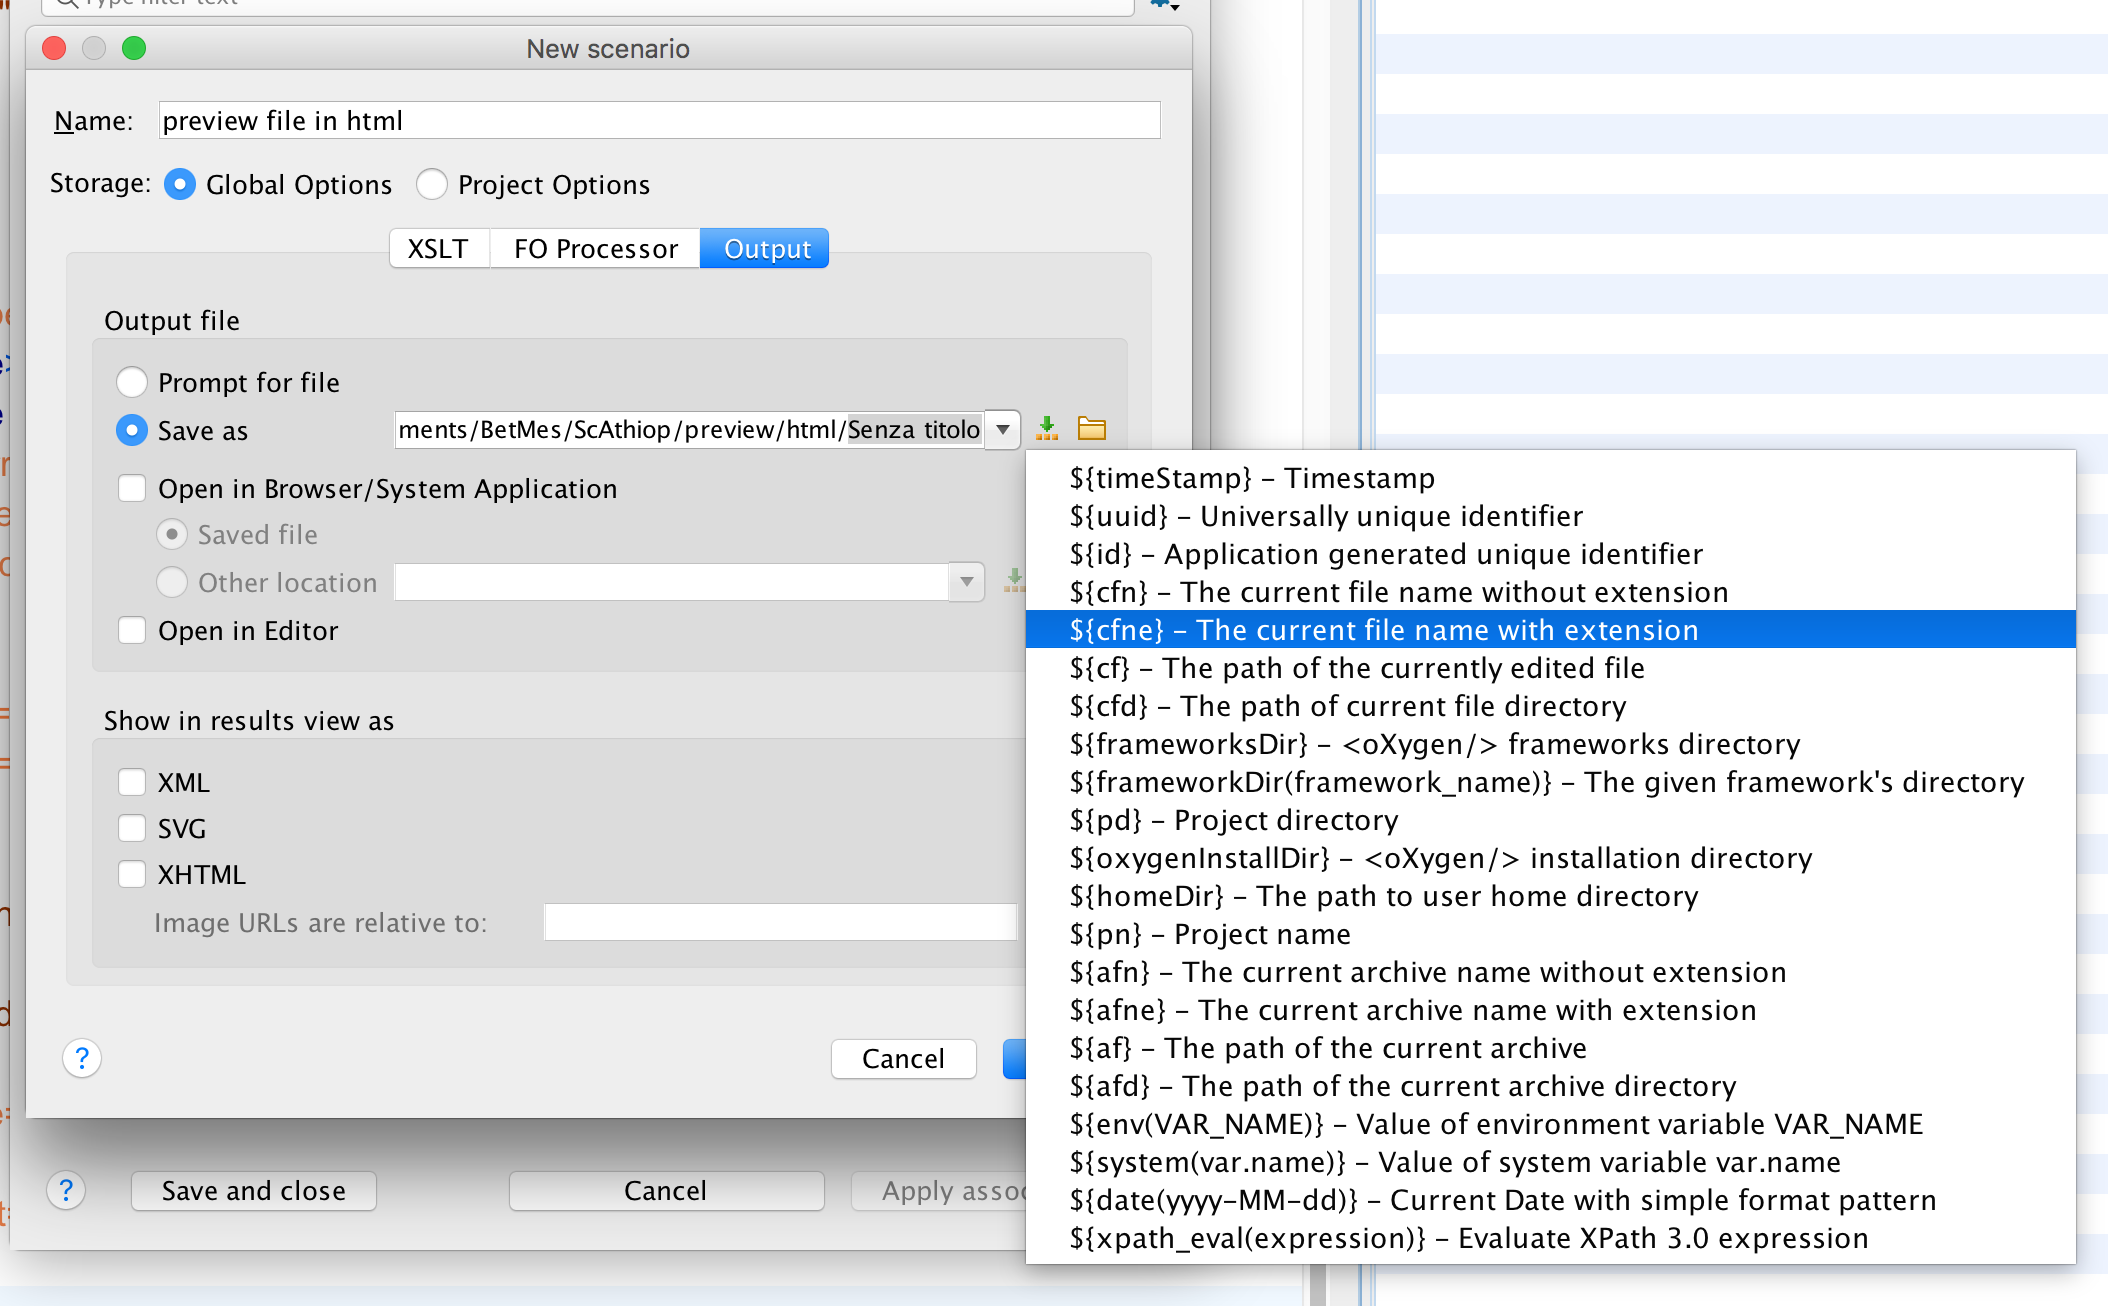 Type filter text
New scenario
Name: preview file in html
Storage: Global Options Project Options
XSLT FO Processor Output
Output file
Prompt for file
Save as ments/BetMes/ScAthiop/preview/html/Senza titolo
Open in Browser/System Application
Saved file
Other location
Open in Editor
Show in results view as
XML
SVG
XHTML
Image URLs are relative to:
? Cancel
? Save and close Cancel Apply assoc
${timeStamp} – Timestamp
${uuid} – Universally unique identifier
${id} – Application generated unique identifier
${cfn} – The current file name without extension
${cfne} – The current file name with extension
${cf} – The path of the currently edited file
${cfd} – The path of current file directory
${frameworksDir} – <oXygen/> frameworks directory
${frameworkDir(framework_name)} – The given framework's directory
${pd} – Project directory
${oxygenInstallDir} – <oXygen/> installation directory
${homeDir} – The path to user home directory
${pn} – Project name
${afn} – The current archive name without extension
${afne} – The current archive name with extension
${af} – The path of the current archive
${afd} – The path of the current archive directory
${env(VAR_NAME)} – Value of environment variable VAR_NAME
${system(var.name)} – Value of system variable var.name
${date(yyyy–MM–dd)} – Current Date with simple format pattern
${xpath_eval(expression)} – Evaluate XPath 3.0 expression